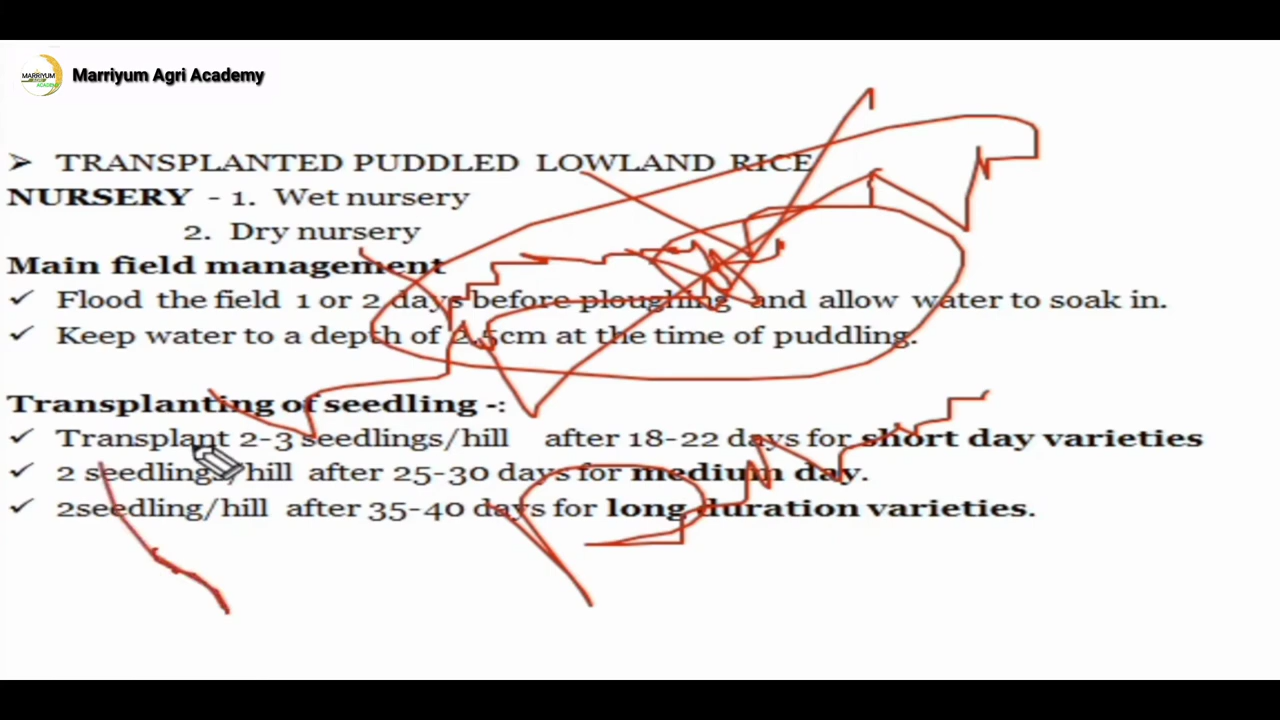 MARRIYUM
ACADEMY
Marriyum Agri Academy
➢ TRANSPLANTED PUDDLED LOWLAND RICE
NURSERY - 1. Wet nursery
2. Dry nursery
Main field management
✓ Flood the field 1 or 2 days before ploughing and allow water to soak in.
✓ Keep water to a depth of 2.5cm at the time of puddling.
Transplanting of seedling -:
✓ Transplant 2-3 seedlings/hill after 18-22 days for short day varieties
✓ 2 seedlings/hill after 25-30 days for medium day.
✓ 2seedling/hill after 35-40 days for long duration varieties.